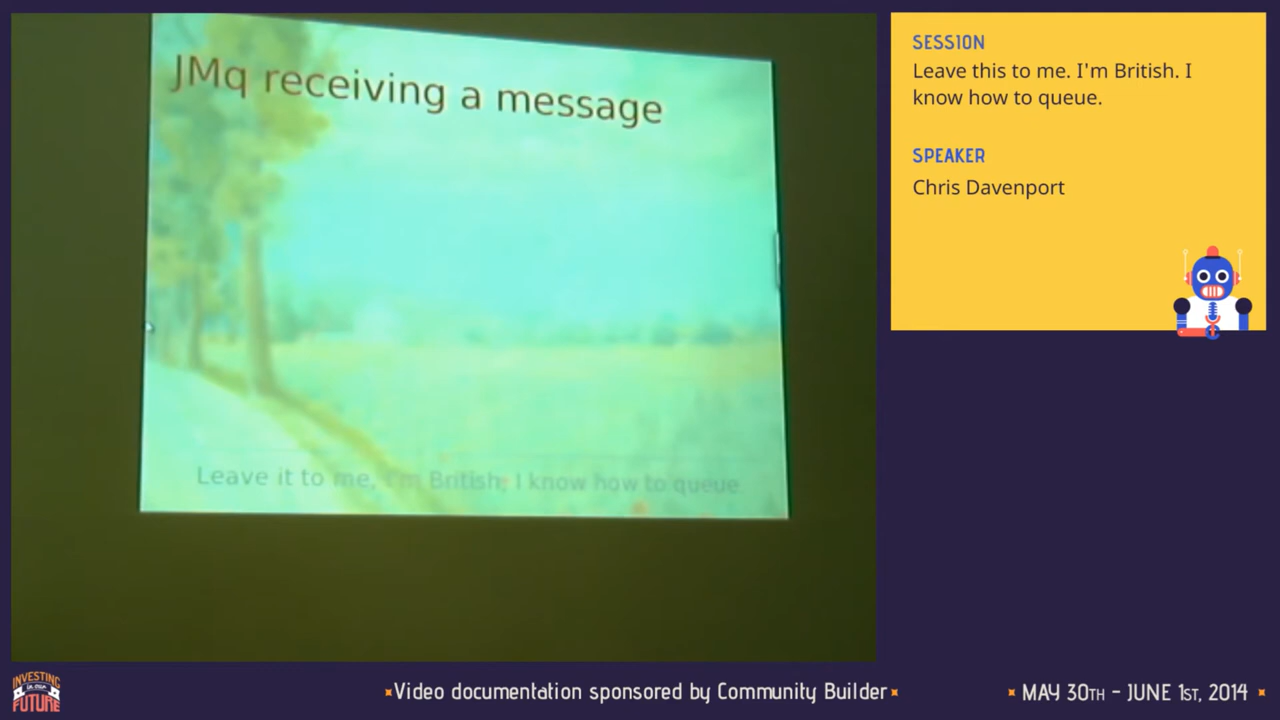 JMq receiving a message
Leave it to me, I'm British, I know how to queue
SESSION
Leave this to me. I'm British. I
know how to queue.
SPEAKER
Chris Davenport
INVESTING
in our
FUTURE
Video documentation sponsored by Community Builder
MAY 30TH - JUNE 1ST, 2014